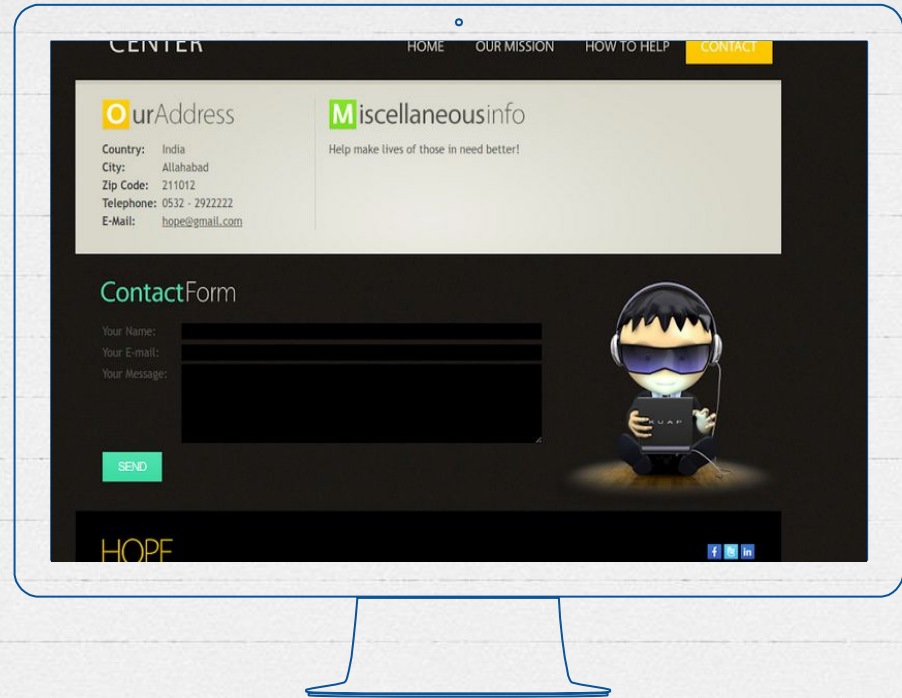 CENTER
HOME OUR MISSION HOW TO HELP CONTACT
OurAddress
Country: India
City: Allahabad
Zip Code: 211012
Telephone: 0532 - 2922222
E-Mail: hope@gmail.com
Miscellaneousinfo
Help make lives of those in need better!
ContactForm
Your Name:
Your E-mail:
Your Message:
SEND
KUAP
HOPE
f in